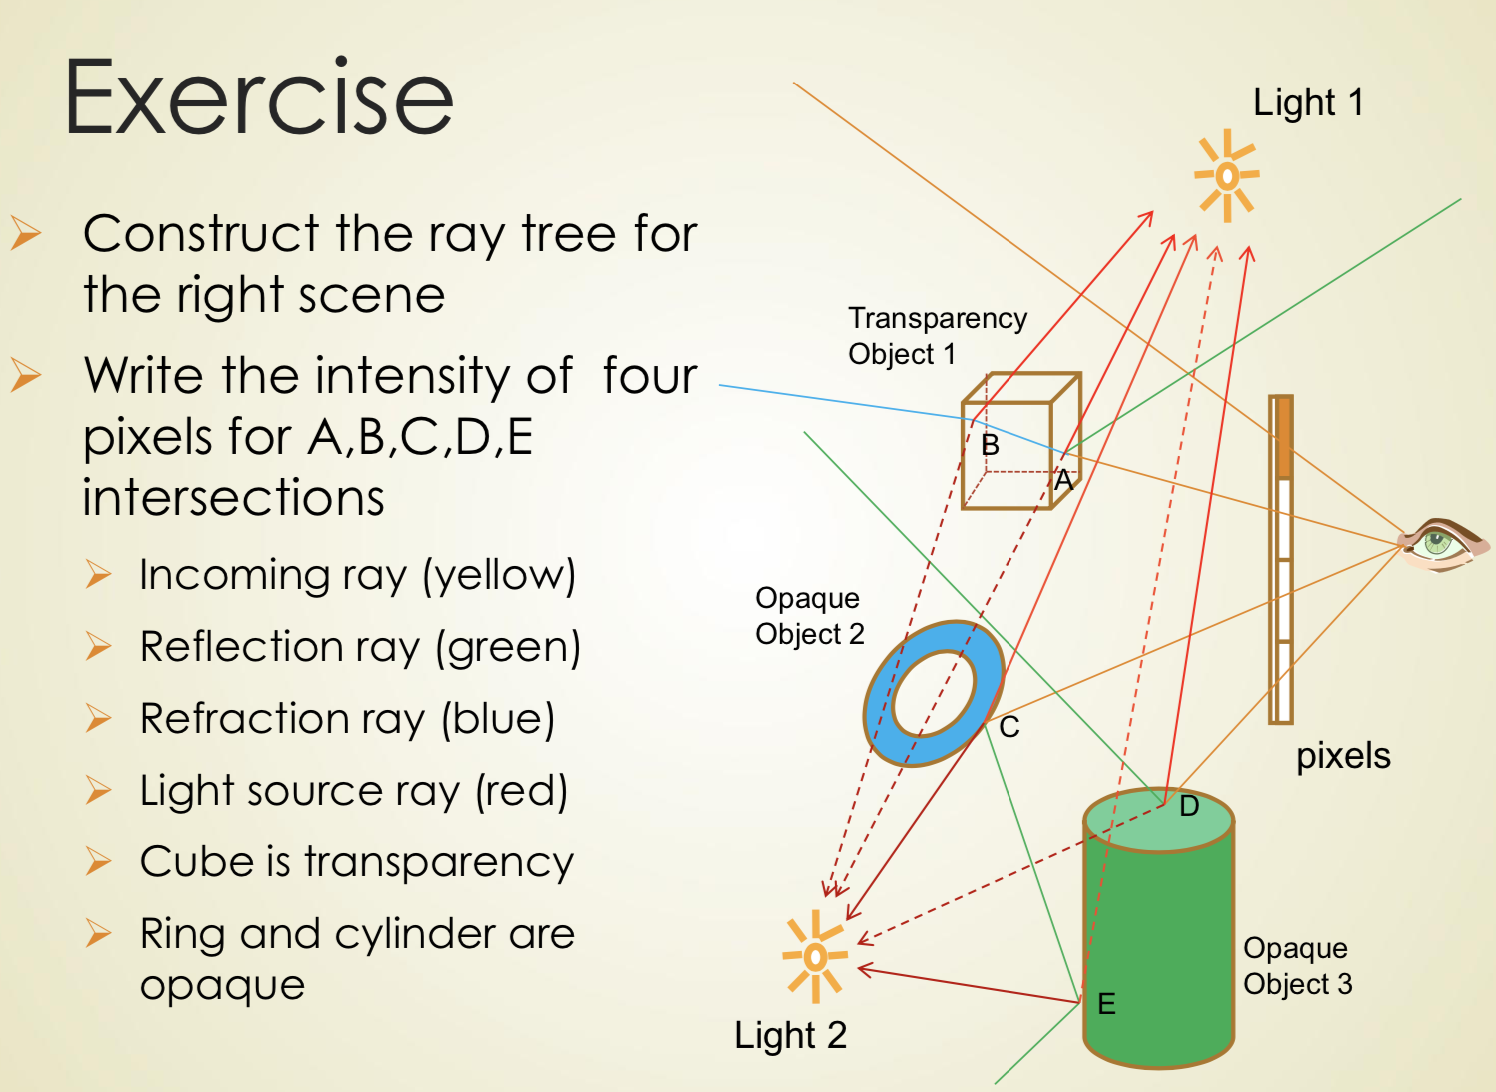 Exercise
Construct the ray tree for
the right scene
Write the intensity of four
pixels for A,B,C,D,E
intersections
Incoming ray (yellow)
Reflection ray (green)
Refraction ray (blue)
Light source ray (red)
Cube is transparency
Ring and cylinder are
opaque
Light 1
Transparency
Object 1
B
A
Opaque
Object 2
C
pixels
D
Opaque
Object 3
E
Light 2